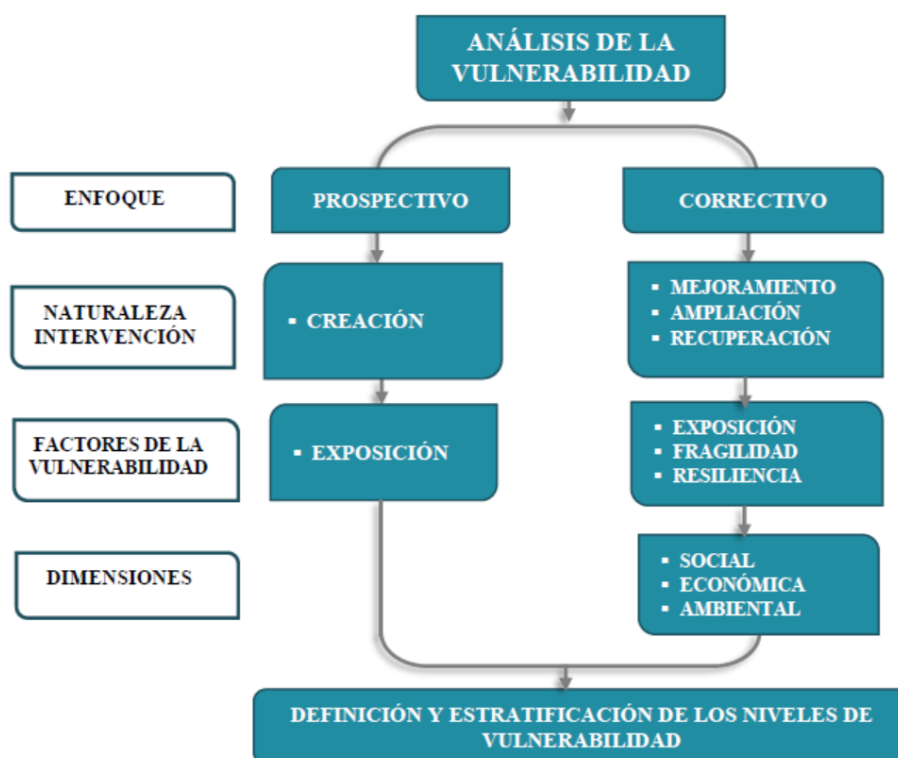 ANÁLISIS DE LA
VULNERABILIDAD
ENFOQUE
PROSPECTIVO
CORRECTIVO
NATURALEZA
INTERVENCIÓN
▪ CREACIÓN
▪ MEJORAMIENTO
▪ AMPLIACIÓN
▪ RECUPERACIÓN
FACTORES DE LA
VULNERABILIDAD
▪ EXPOSICIÓN
▪ EXPOSICIÓN
▪ FRAGILIDAD
▪ RESILIENCIA
DIMENSIONES
▪ SOCIAL
▪ ECONÓMICA
▪ AMBIENTAL
DEFINICIÓN Y ESTRATIFICACIÓN DE LOS NIVELES DE
VULNERABILIDAD